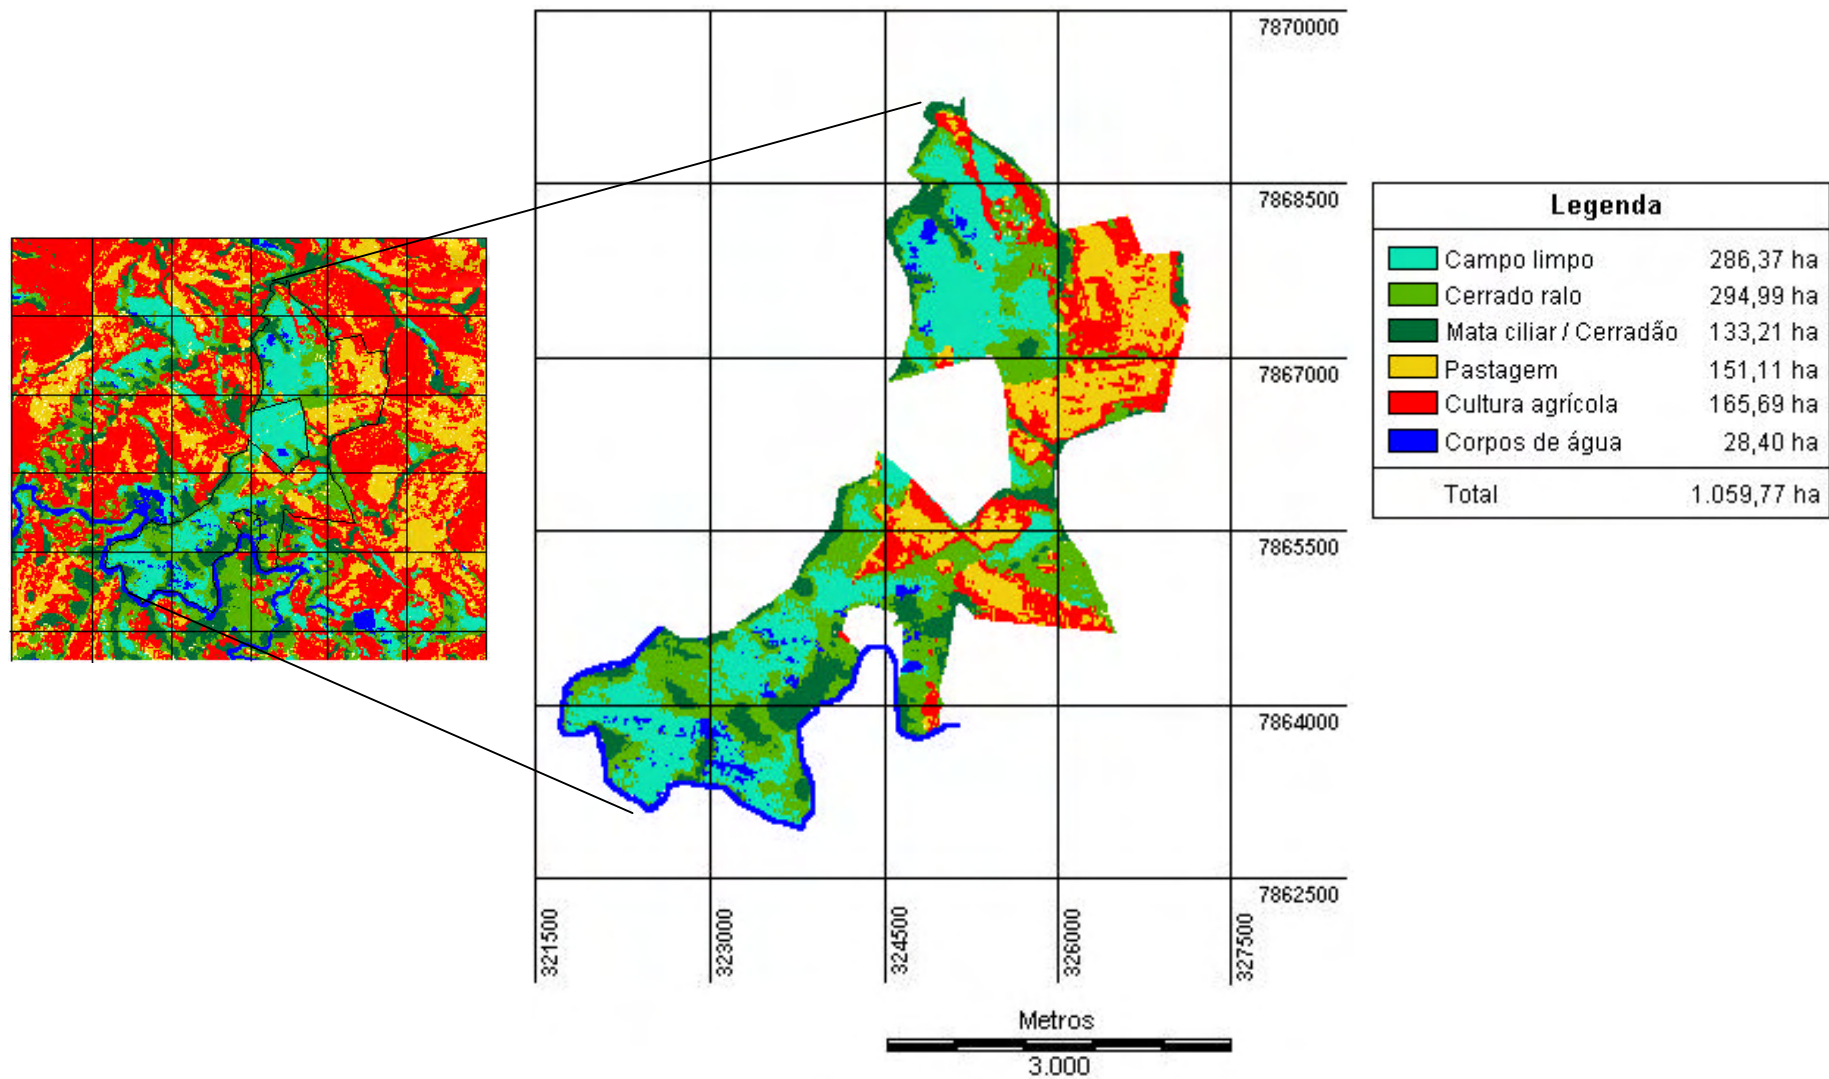 7870000
7868500
7867000
7865500
7864000
7862500
321500
323000
324500
326000
327500
Metros
3.000
Legenda
Campo limpo 286,37 ha
Cerrado ralo 294,99 ha
Mata ciliar / Cerradão 133,21 ha
Pastagem 151,11 ha
Cultura agrícola 165,69 ha
Corpos de água 28,40 ha
Total 1.059,77 ha